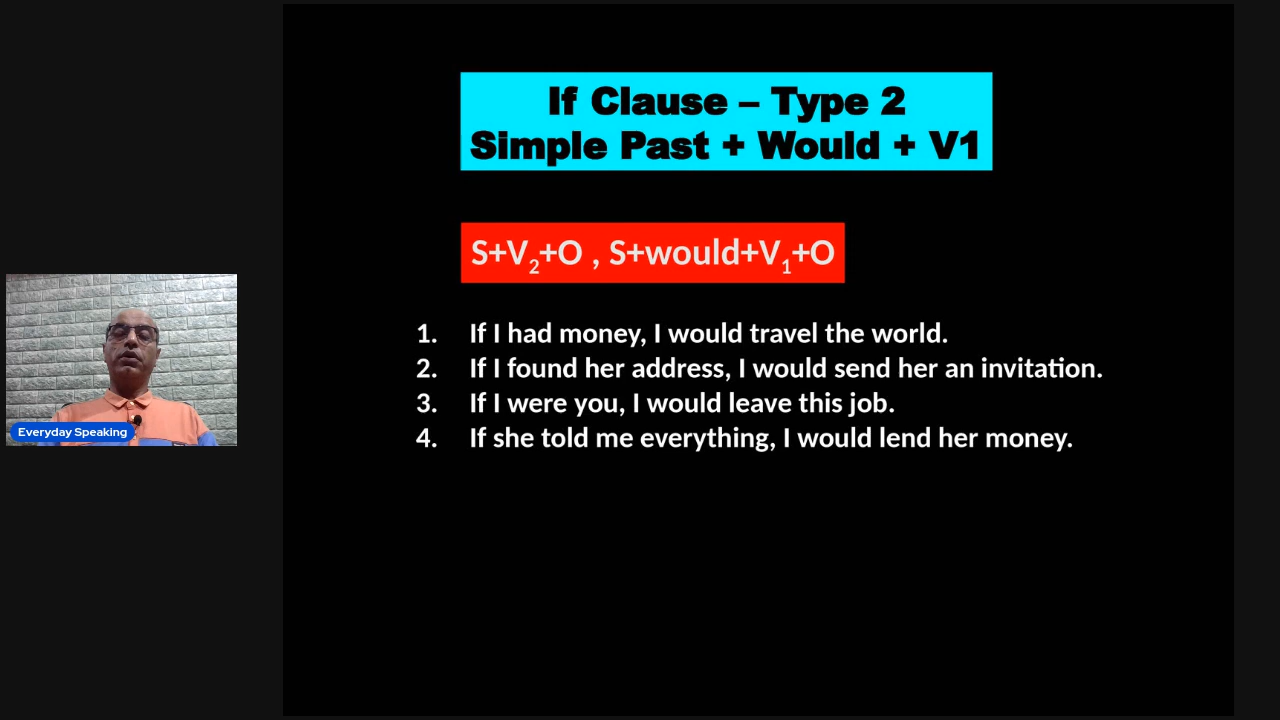 If Clause – Type 2
Simple Past + Would + V1
S+V₂+O , S+would+V₁+O
1. If I had money, I would travel the world.
2. If I found her address, I would send her an invitation.
3. If I were you, I would leave this job.
4. If she told me everything, I would lend her money.
Everyday Speaking